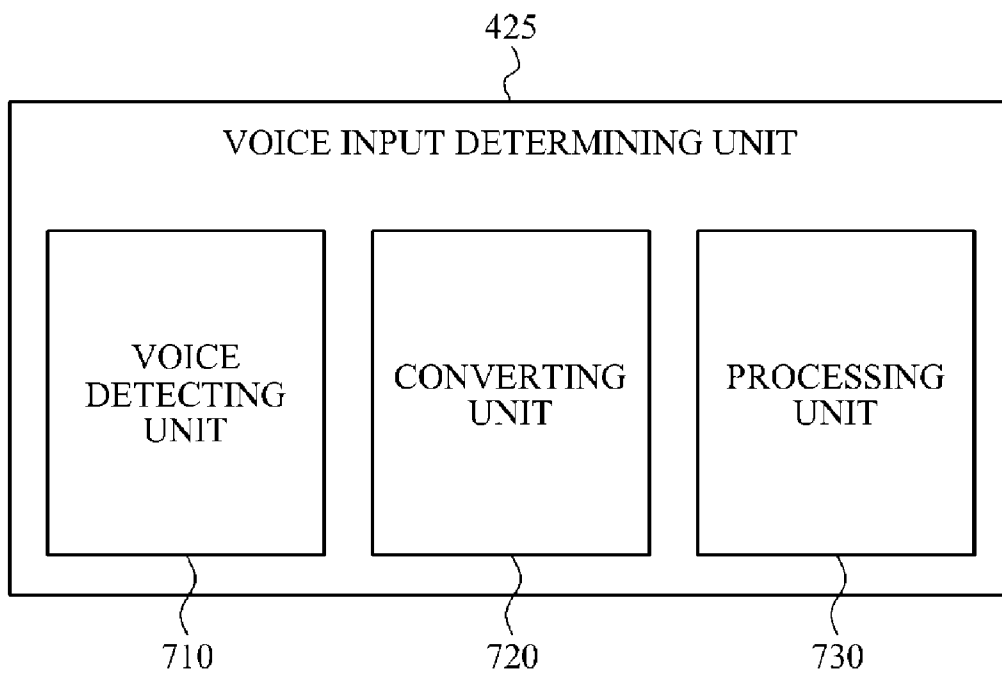 425
VOICE INPUT DETERMINING UNIT
VOICE
DETECTING
UNIT
CONVERTING
UNIT
PROCESSING
UNIT
710
720
730